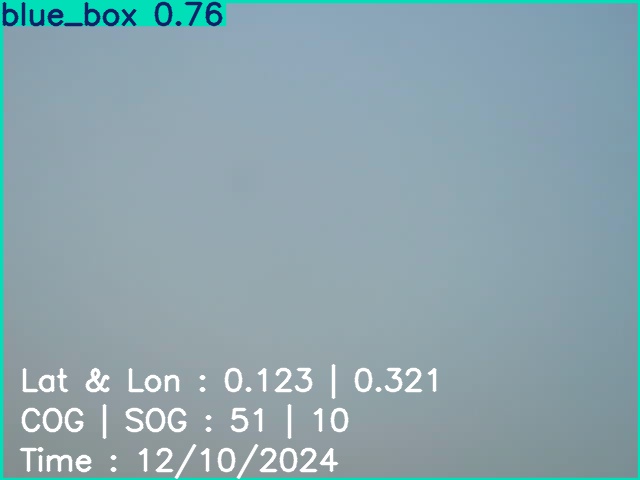 blue_box 0.76
Lat & Lon : 0.123 | 0.321
COG | SOG : 51 | 10
Time : 12/10/2024